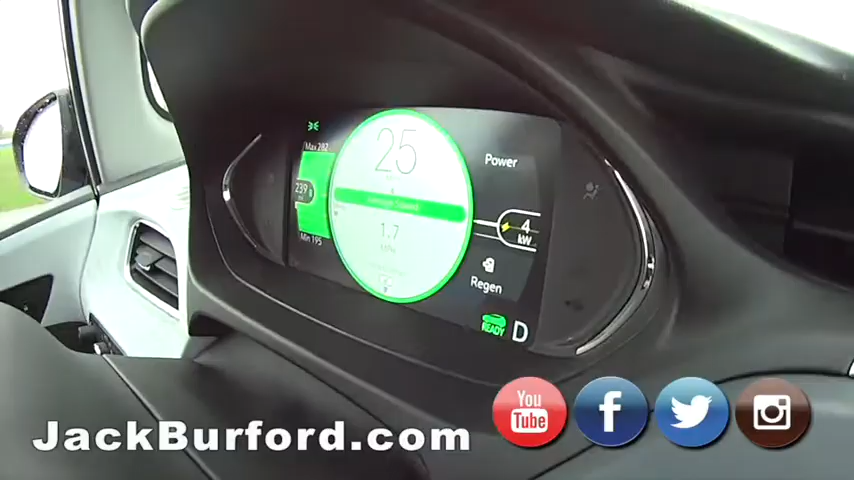 Max 282
25
Power
239
4
kW
1.7
Min 195
Regen
READY
D
You
Tube
f
JackBurford.com